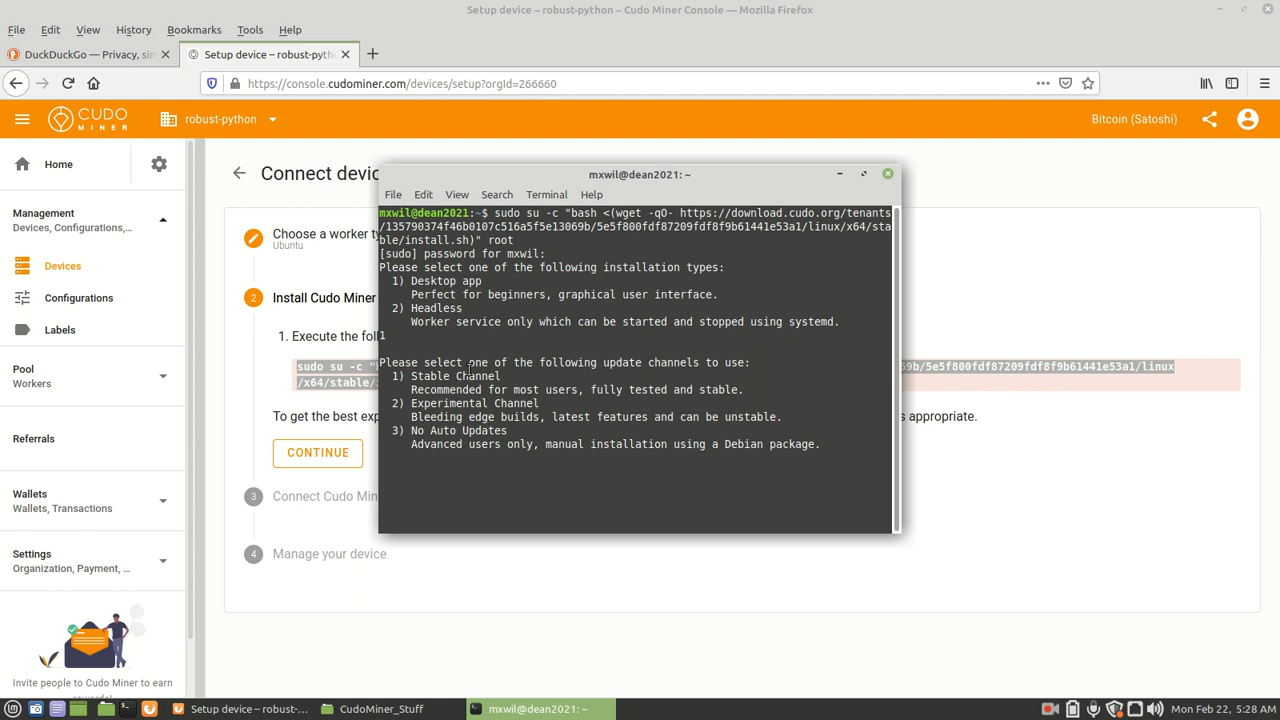 Setup device – robust-python – Cudo Miner Console — Mozilla Firefox
File Edit View History Bookmarks Tools Help
DuckDuckGo — Privacy, sin
Setup device – robust-pyth
https://console.cudominer.com/devices/setup?orgId=266660
CUDO MINER
robust-python
Bitcoin (Satoshi)
Home
Management
Devices, Configurations,...
Devices
Configurations
Labels
Pool
Workers
Referrals
Wallets
Wallets, Transactions
Settings
Organization, Payment, ...
Invite people to Cudo Miner to earn
Connect devic
Choose a worker ty
Ubuntu
2 Install Cudo Miner
1. Execute the foll
sudo su -c "
9b/5e5f800fdf87209fdf8f9b61441e53a1/linux
/x64/stable/i
To get the best exp
s appropriate.
CONTINUE
3 Connect Cudo Min
4 Manage your device
mxwil@dean2021: ~
File Edit View Search Terminal Help
mxwil@dean2021:~$ sudo su -c "bash <(wget -qO- https://download.cudo.org/tenants
/135790374f46b0107c516a5f5e13069b/5e5f800fdf87209fdf8f9b61441e53a1/linux/x64/sta
ble/install.sh)" root
[sudo] password for mxwil:
Please select one of the following installation types:
1) Desktop app
Perfect for beginners, graphical user interface.
2) Headless
Worker service only which can be started and stopped using systemd.
1
Please select one of the following update channels to use:
1) Stable Channel
Recommended for most users, fully tested and stable.
2) Experimental Channel
Bleeding edge builds, latest features and can be unstable.
3) No Auto Updates
Advanced users only, manual installation using a Debian package.
Setup device – robust-...
CudoMiner_Stuff
mxwil@dean2021: ~
Mon Feb 22, 5:28 AM